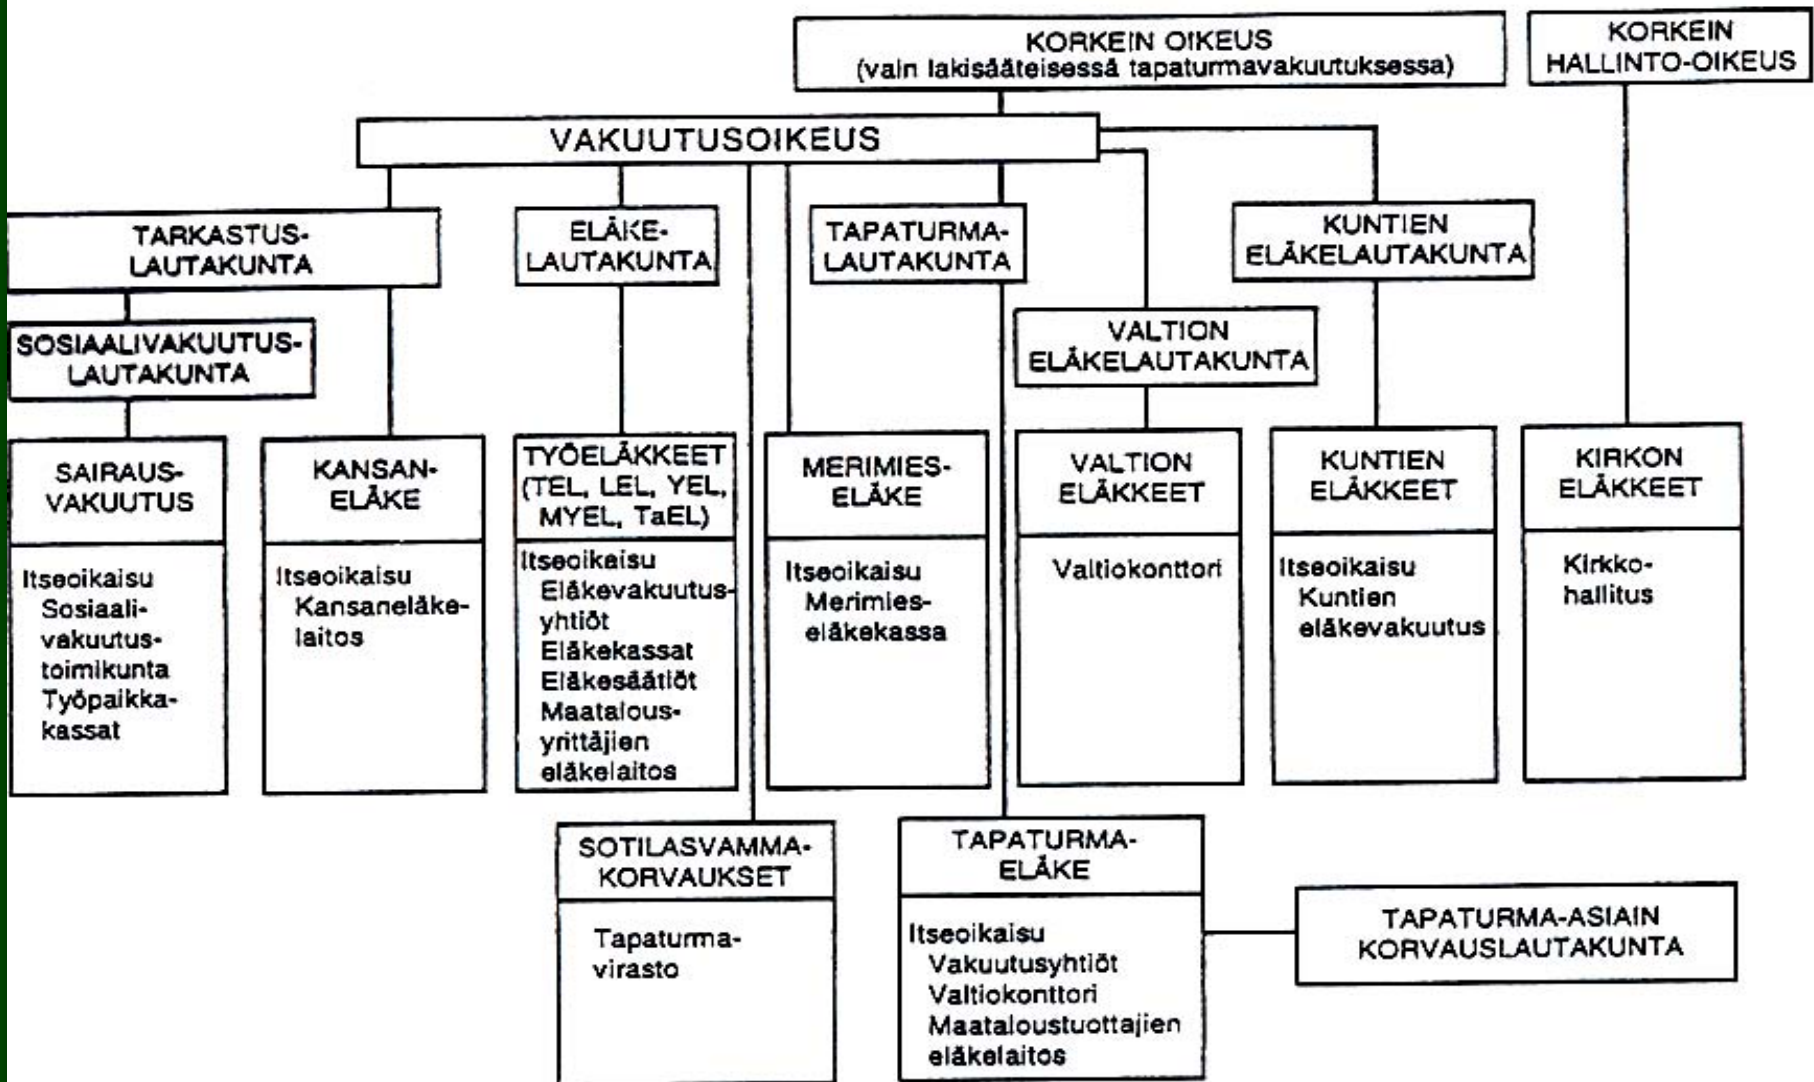 KORKEIN OIKEUS
(vain lakisääteisessä tapaturmavakuutuksessa)
KORKEIN
HALLINTO-OIKEUS
VAKUUTUSOIKEUS
TARKASTUS-
LAUTAKUNTA
ELÄKE-
LAUTAKUNTA
TAPATURMA-
LAUTAKUNTA
KUNTIEN
ELÄKELAUTAKUNTA
SOSIAALIVAKUUTUS-
LAUTAKUNTA
VALTION
ELÄKELAUTAKUNTA
SAIRAUS-
VAKUUTUS
Itseoikaisu
Sosiaali-
vakuutus-
toimikunta
Työpaikka-
kassat
KANSAN-
ELÄKE
Itseoikaisu
Kansaneläke-
laitos
TYÖELÄKKEET
(TEL, LEL, YEL,
MYEL, TaEL)
Itseoikaisu
Eläkevakuutus-
yhtiöt
Eläkekassat
Eläkesäätiöt
Maatalous-
yrittäjien
eläkelaitos
MERIMIES-
ELÄKE
Itseoikaisu
Merimies-
eläkekassa
VALTION
ELÄKKEET
Valtiokonttori
KUNTIEN
ELÄKKEET
Itseoikaisu
Kuntien
eläkevakuutus
KIRKON
ELÄKKEET
Kirkko-
hallitus
SOTILASVAMMA-
KORVAUKSET
Tapaturma-
virasto
TAPATURMA-
ELÄKE
Itseoikaisu
Vakuutusyhtiöt
Valtiokonttori
Maataloustuottajien
eläkelaitos
TAPATURMA-ASIAIN
KORVAUSLAUTAKUNTA